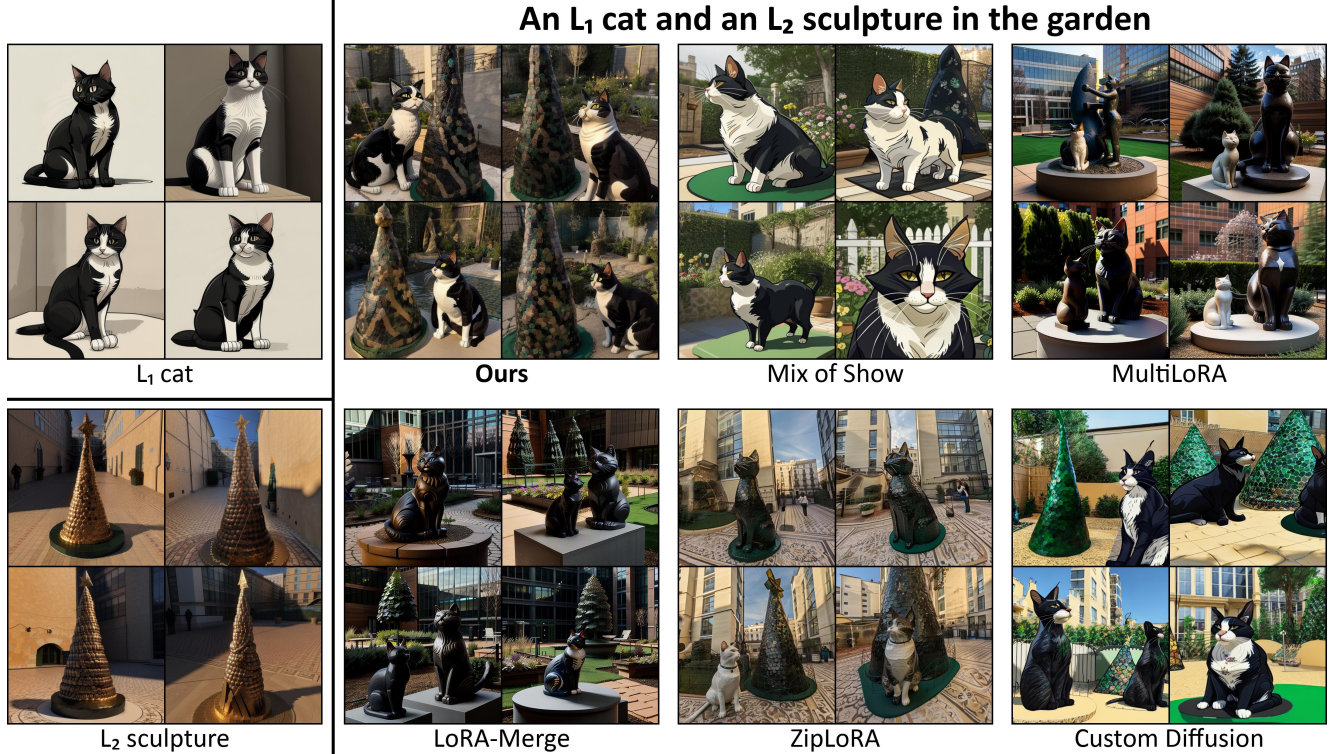 An L₁ cat and an L₂ sculpture in the garden
L₁ cat
Ours
Mix of Show
MultiLoRA
L₂ sculpture
LoRA-Merge
ZipLoRA
Custom Diffusion